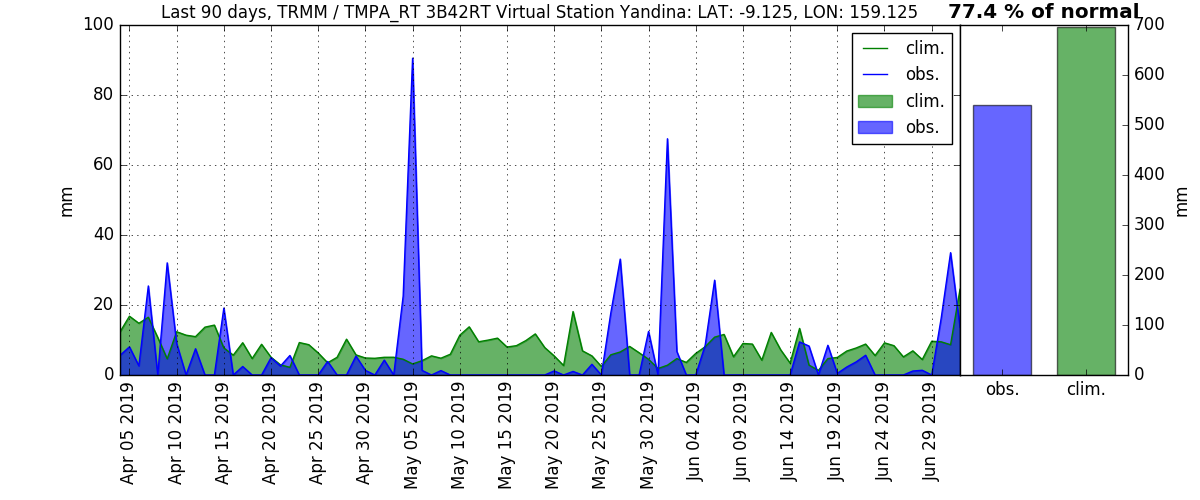 Last 90 days, TRMM / TMPA_RT 3B42RT Virtual Station Yandina: LAT: -9.125, LON: 159.125
77.4 % of normal
100
80
60
40
20
0
mm
clim.
obs.
clim.
obs.
700
600
500
400
300
200
100
0
mm
obs.
clim.
Apr 05 2019
Apr 10 2019
Apr 15 2019
Apr 20 2019
Apr 25 2019
Apr 30 2019
May 05 2019
May 10 2019
May 15 2019
May 20 2019
May 25 2019
May 30 2019
Jun 04 2019
Jun 09 2019
Jun 14 2019
Jun 19 2019
Jun 24 2019
Jun 29 2019